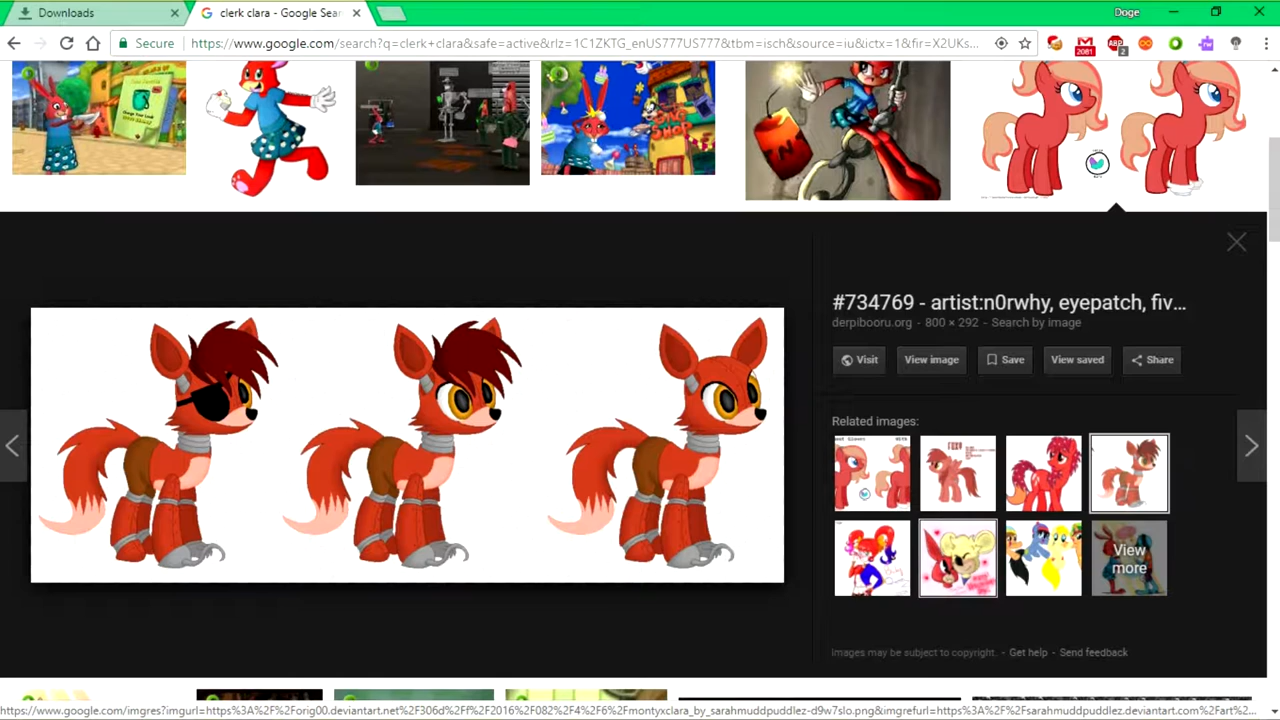 Downloads
clerk clara - Google Sear
Doge
Secure
https://www.google.com/search?q=clerk+clara&safe=active&rlz=1C1ZKTG_enUS777US777&tbm=isch&source=iu&ictx=1&fir=X2UKs...
2081
ABP
2
#734769 - artist:n0rwhy, eyepatch, fiv...
derpibooru.org - 800 × 292 - Search by image
Visit
View image
Save
View saved
Share
Related images:
View more
Images may be subject to copyright. - Get help - Send feedback
https://www.google.com/imgres?imgurl=https%3A%2F%2Forig00.deviantart.net%2F306d%2Ff%2F2016%2F082%2F4%2F6%2Fmontyxclara_by_sarahmuddpuddlez-d9w7slo.png&imgrefurl=https%3A%2F%2Fsarahmuddpuddlez.deviantart.com%2Fart%2...